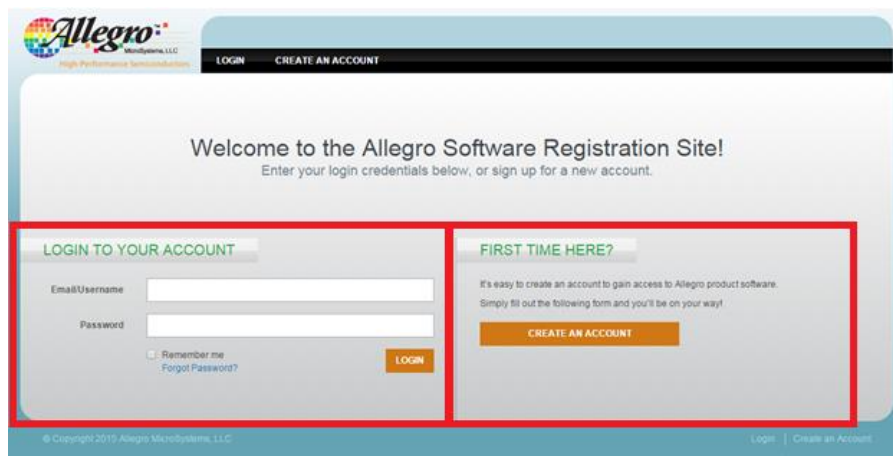 Allegro
MicroSystems, LLC
High Performance Semiconductors
LOGIN CREATE AN ACCOUNT
Welcome to the Allegro Software Registration Site!
Enter your login credentials below, or sign up for a new account.
LOGIN TO YOUR ACCOUNT
Email/Username
Password
Remember me
Forgot Password?
LOGIN
FIRST TIME HERE?
It's easy to create an account to gain access to Allegro product software.
Simply fill out the following form and you'll be on your way!
CREATE AN ACCOUNT
© Copyright 2015 Allegro MicroSystems, LLC
Login | Create an Account